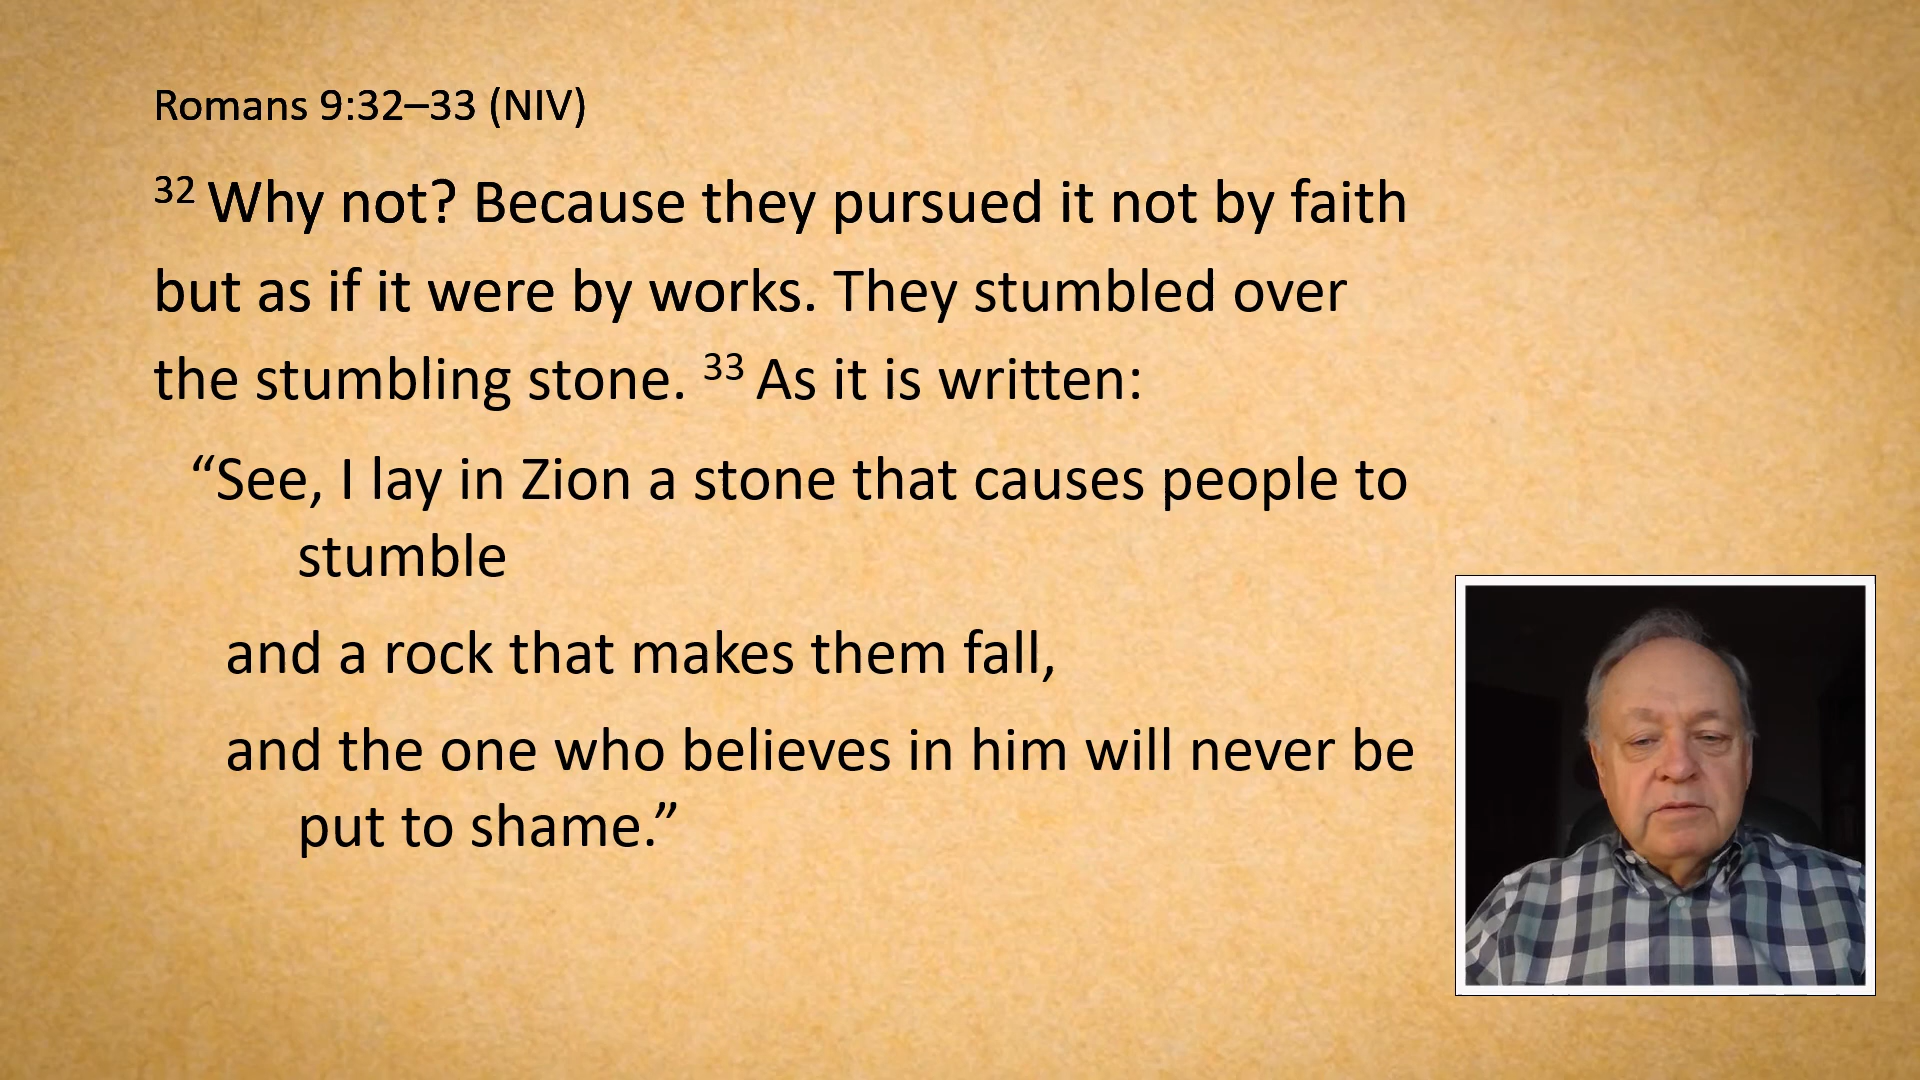 Romans 9:32–33 (NIV)
32 Why not? Because they pursued it not by faith
but as if it were by works. They stumbled over
the stumbling stone. 33 As it is written:
“See, I lay in Zion a stone that causes people to
stumble
and a rock that makes them fall,
and the one who believes in him will never be
put to shame.”